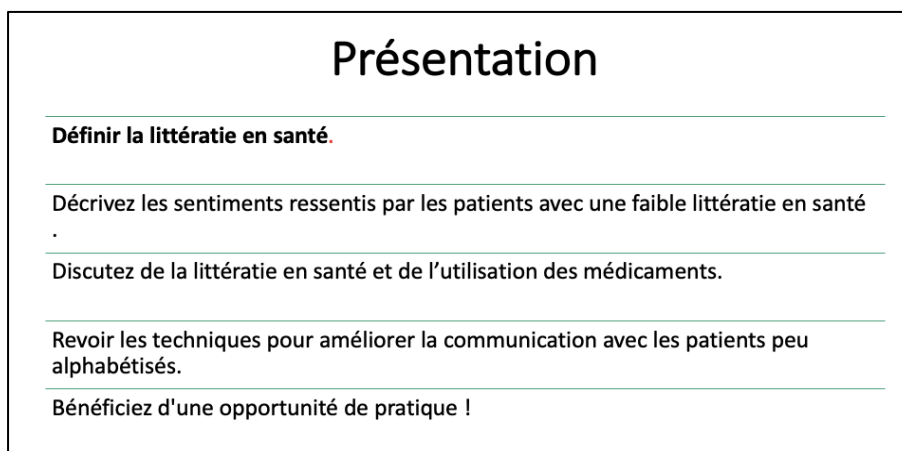 Présentation
Définir la littératie en santé.
Décrivez les sentiments ressentis par les patients avec une faible littératie en santé
.
Discutez de la littératie en santé et de l’utilisation des médicaments.
Revoir les techniques pour améliorer la communication avec les patients peu
alphabétisés.
Bénéficiez d'une opportunité de pratique !